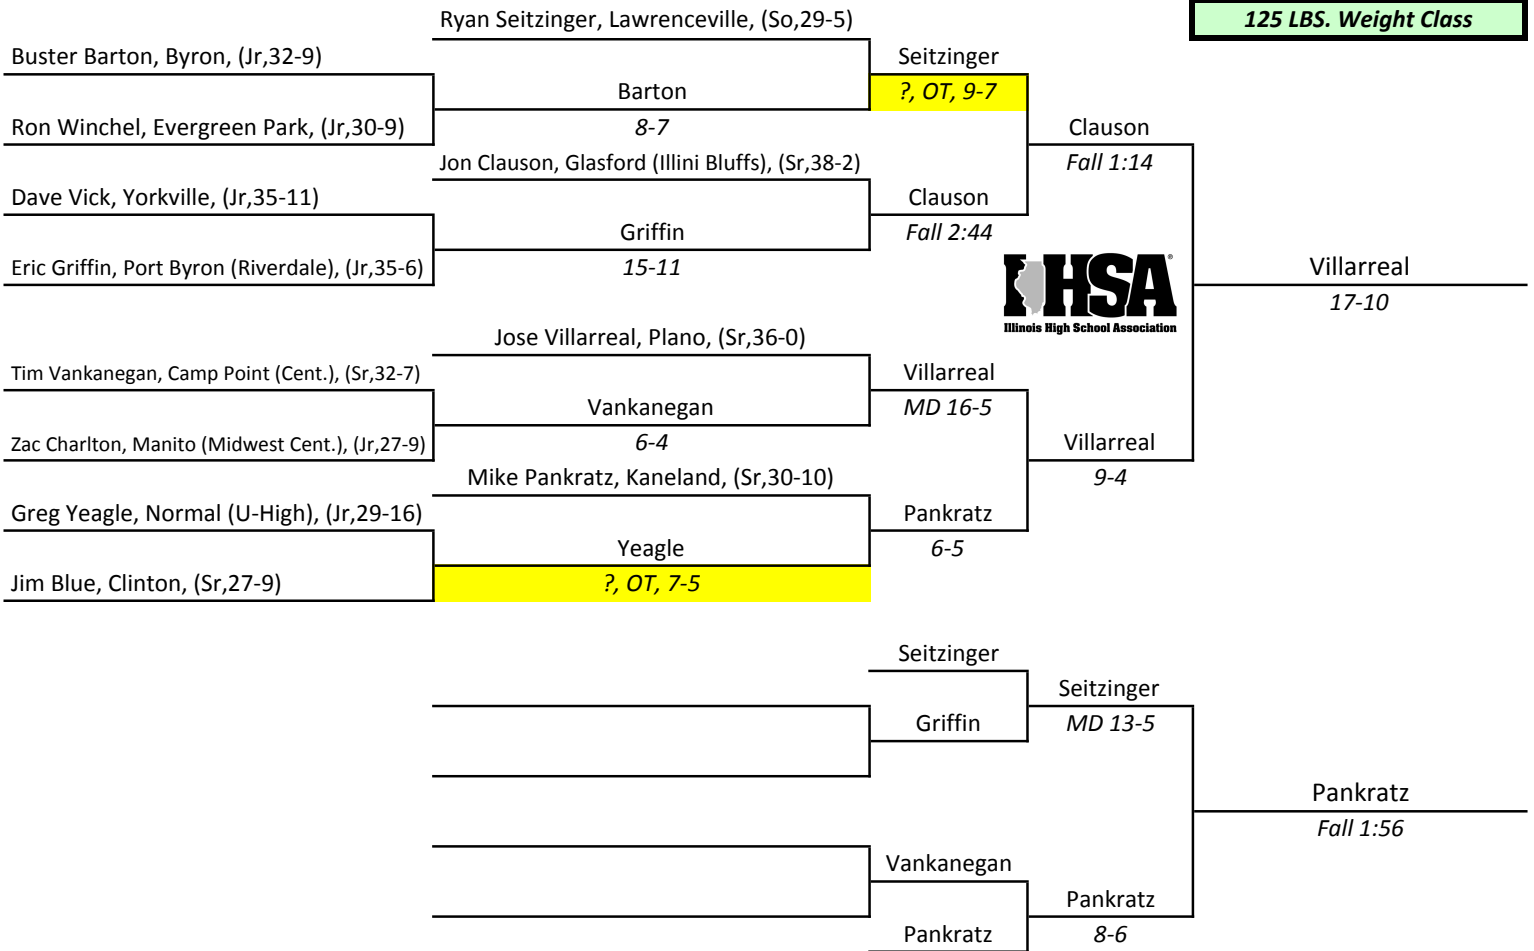 Ryan Seitzinger, Lawrenceville, (So,29-5)
125 LBS. Weight Class
Buster Barton, Byron, (Jr,32-9)
Seitzinger
Barton
?, OT, 9-7
Ron Winchel, Evergreen Park, (Jr,30-9)
8-7
Clauson
Jon Clauson, Glasford (Illini Bluffs), (Sr,38-2)
Fall 1:14
Dave Vick, Yorkville, (Jr,35-11)
Clauson
Griffin
Fall 2:44
Eric Griffin, Port Byron (Riverdale), (Jr,35-6)
15-11
IHSA®
Illinois High School Association
Villarreal
17-10
Jose Villarreal, Plano, (Sr,36-0)
Tim Vankanegan, Camp Point (Cent.), (Sr,32-7)
Villarreal
Vankanegan
MD 16-5
Zac Charlton, Manito (Midwest Cent.), (Jr,27-9)
6-4
Villarreal
Mike Pankratz, Kaneland, (Sr,30-10)
9-4
Greg Yeagle, Normal (U-High), (Jr,29-16)
Pankratz
Yeagle
6-5
Jim Blue, Clinton, (Sr,27-9)
?, OT, 7-5
Seitzinger
Seitzinger
Griffin
MD 13-5
Pankratz
Fall 1:56
Vankanegan
Pankratz
Pankratz
8-6